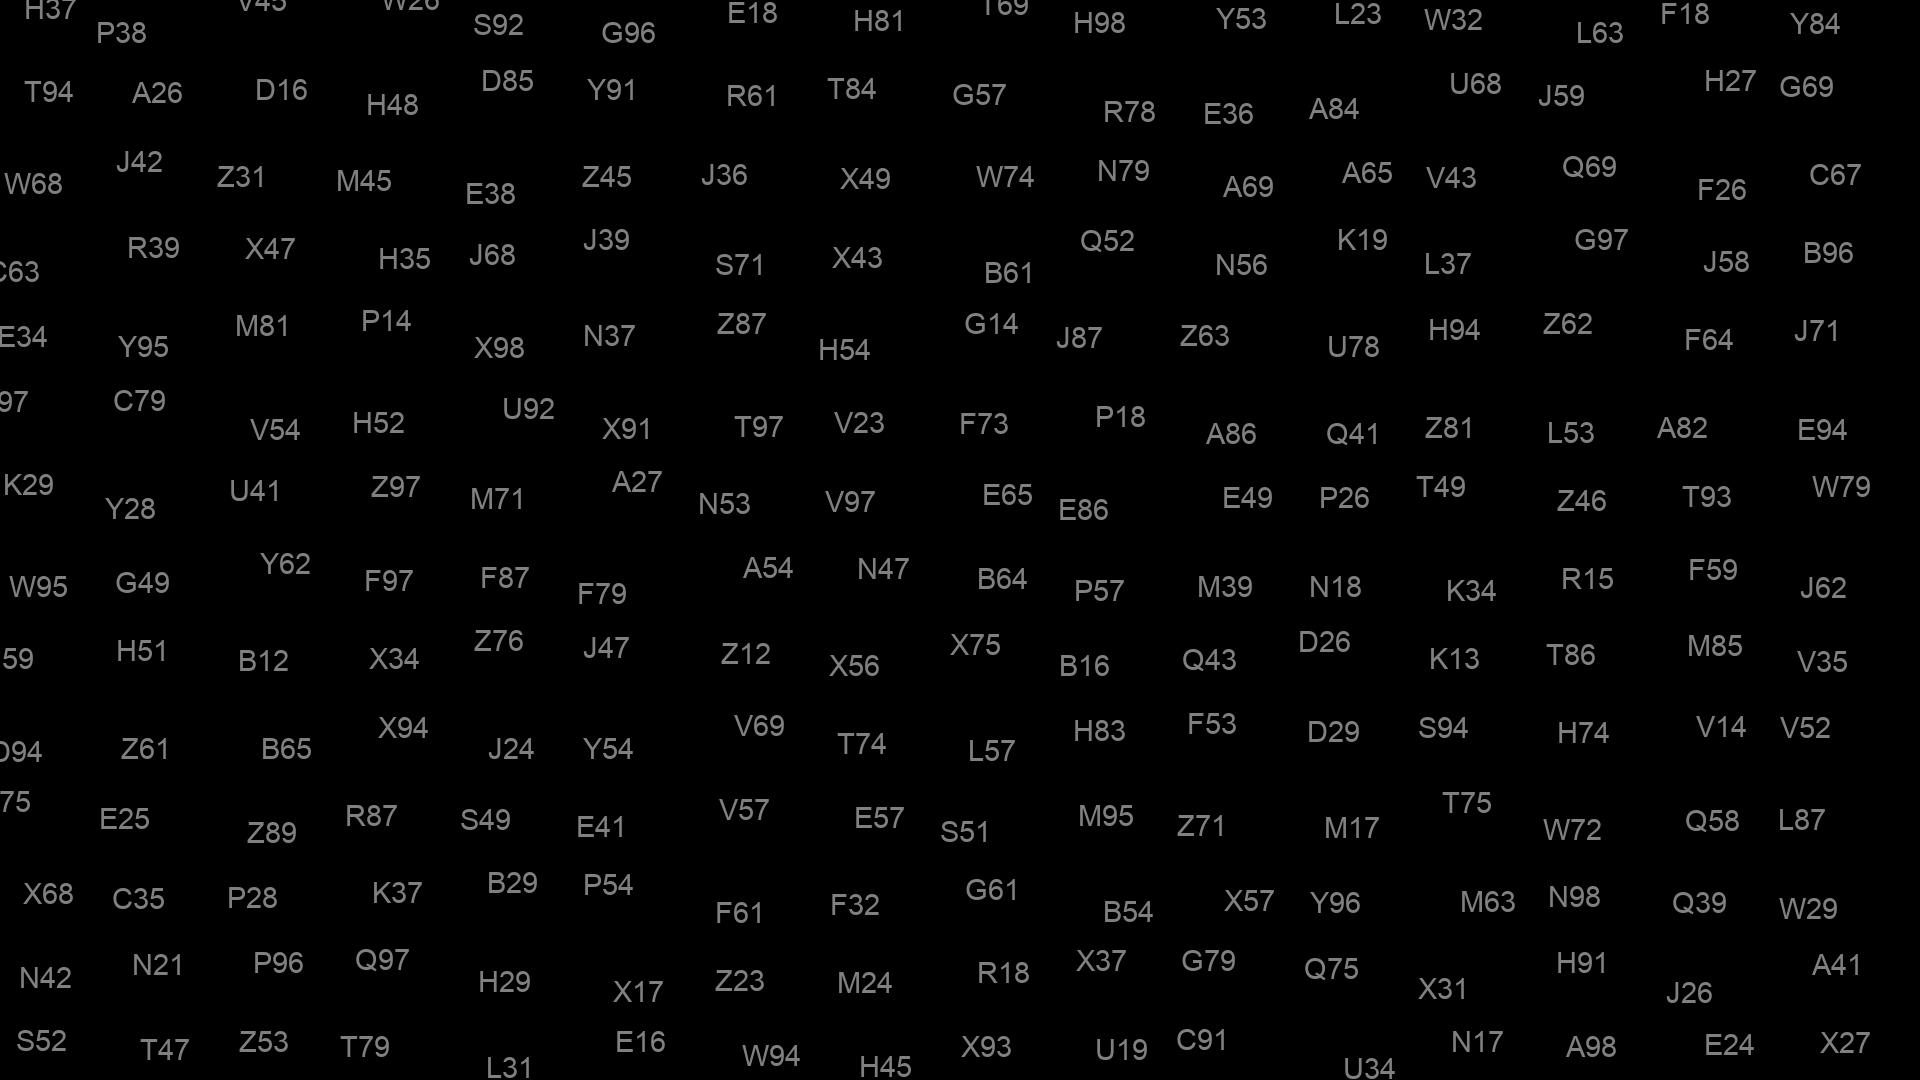 H37 P38 V45 W26 S92 G96 E18 H81 T69 H98 Y53 L23 W32 L63 F18 Y84
T94 A26 D16 H48 D85 Y91 R61 T84 G57 R78 E36 A84 U68 J59 H27 G69
W68 J42 Z31 M45 E38 Z45 J36 X49 W74 N79 A69 A65 V43 Q69 F26 C67
C63 R39 X47 H35 J68 J39 S71 X43 B61 Q52 N56 K19 L37 G97 J58 B96
E34 Y95 M81 P14 X98 N37 Z87 H54 G14 J87 Z63 U78 H94 Z62 F64 J71
97 C79 V54 H52 U92 X91 T97 V23 F73 P18 A86 Q41 Z81 L53 A82 E94
K29 Y28 U41 Z97 M71 A27 N53 V97 E65 E86 E49 P26 T49 Z46 T93 W79
W95 G49 Y62 F97 F87 F79 A54 N47 B64 P57 M39 N18 K34 R15 F59 J62
59 H51 B12 X34 Z76 J47 Z12 X56 X75 B16 Q43 D26 K13 T86 M85 V35
D94 Z61 B65 X94 J24 Y54 V69 T74 L57 H83 F53 D29 S94 H74 V14 V52
75 E25 Z89 R87 S49 E41 V57 E57 S51 M95 Z71 M17 T75 W72 Q58 L87
X68 C35 P28 K37 B29 P54 F61 F32 G61 B54 X57 Y96 M63 N98 Q39 W29
N42 N21 P96 Q97 H29 X17 Z23 M24 R18 X37 G79 Q75 X31 H91 J26 A41
S52 T47 Z53 T79 L31 E16 W94 H45 X93 U19 C91 U34 N17 A98 E24 X27